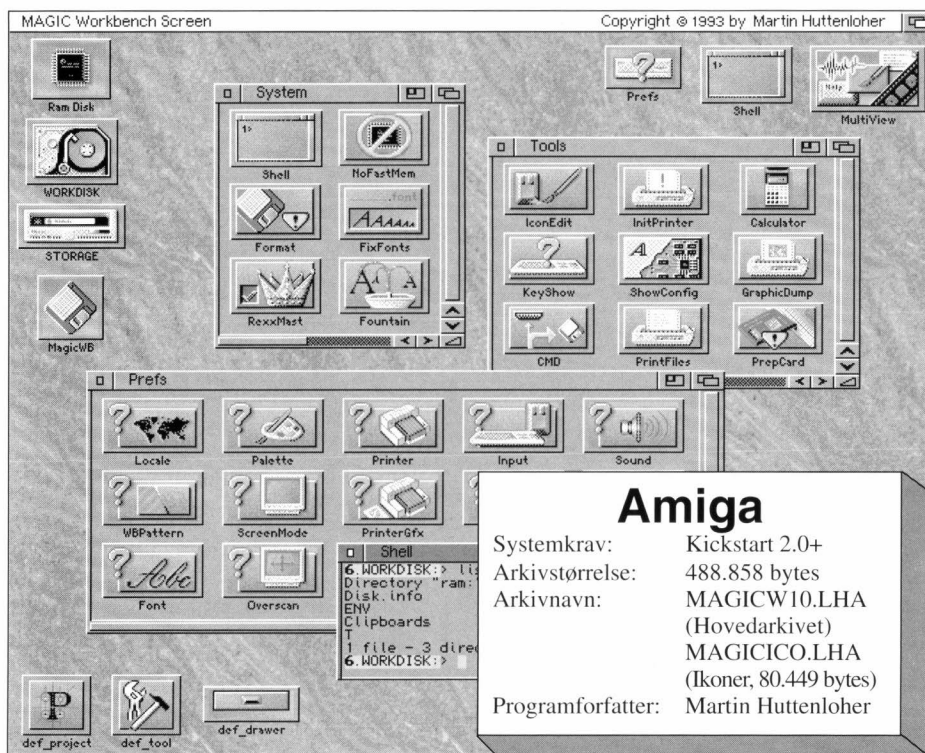 MAGIC Workbench Screen
Copyright © 1993 by Martin Huttenloher
Ram Disk
WORKDISK
STORAGE
MagicWB
Prefs
Shell
MultiView
System
1>
Shell
NoFastMem
Format
.font
FixFonts
RexxMast
Fountain
Tools
IconEdit
InitPrinter
Calculator
KeyShow
ShowConfig
GraphicDump
CMD
PrintFiles
PrepCard
Prefs
Locale
Palette
Printer
Input
Sound
WBPattern
ScreenMode
PrinterGfx
Abc
Font
Overscan
Shell
6.WORKDISK:> lis
Directory "ram:
Disk.info
ENV
Clipboards
T
1 file - 3 direc
6.WORKDISK:>
def_project
def_tool
def_drawer
Amiga
Systemkrav: Kickstart 2.0+
Arkivstørrelse: 488.858 bytes
Arkivnavn: MAGICW10.LHA
(Hovedarkivet)
MAGICICO.LHA
(Ikoner, 80.449 bytes)
Programforfatter: Martin Huttenloher